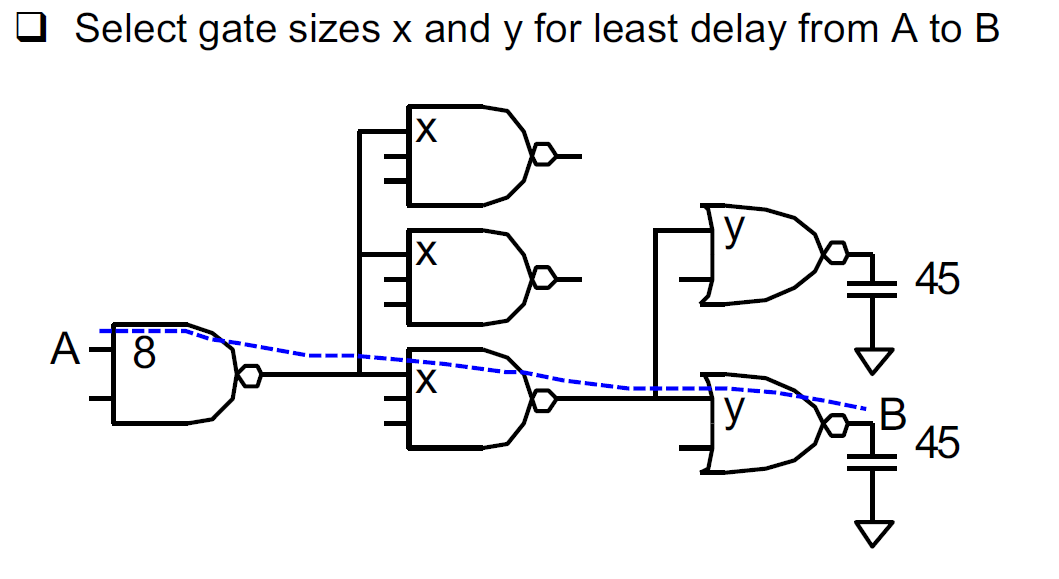 ❑ Select gate sizes x and y for least delay from A to B
x
x
y
45
A
8
x
y
B
45